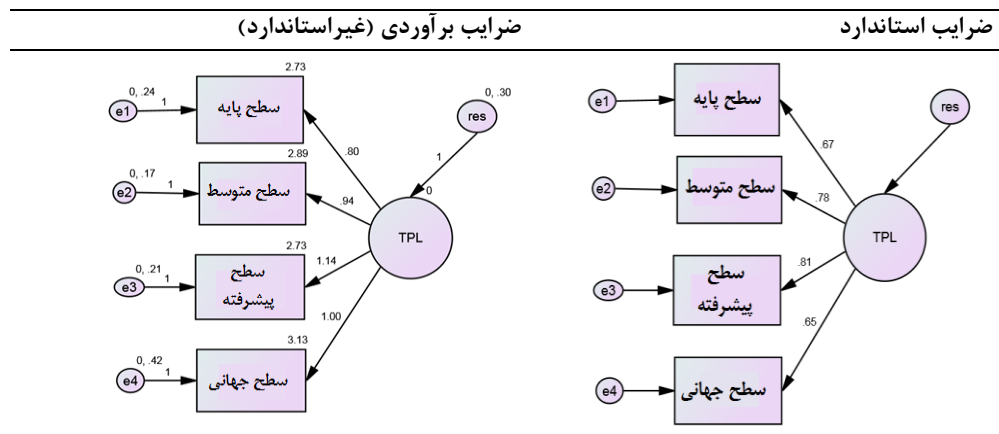 ضرایب استاندارد
ضرایب برآوردی (غیراستاندارد)
سطح پایه
e1
.67
res
سطح متوسط
e2
.78
TPL
سطح
پیشرفته
e3
.81
سطح جهانی
e4
.65
2.73
0, .24
e1
1
سطح پایه
.80
0, .30
res
1
2.89
0, .17
e2
1
سطح متوسط
.94
0
TPL
2.73
0, .21
e3
1
سطح
پیشرفته
1.14
1.00
3.13
0, .42
e4
1
سطح جهانی